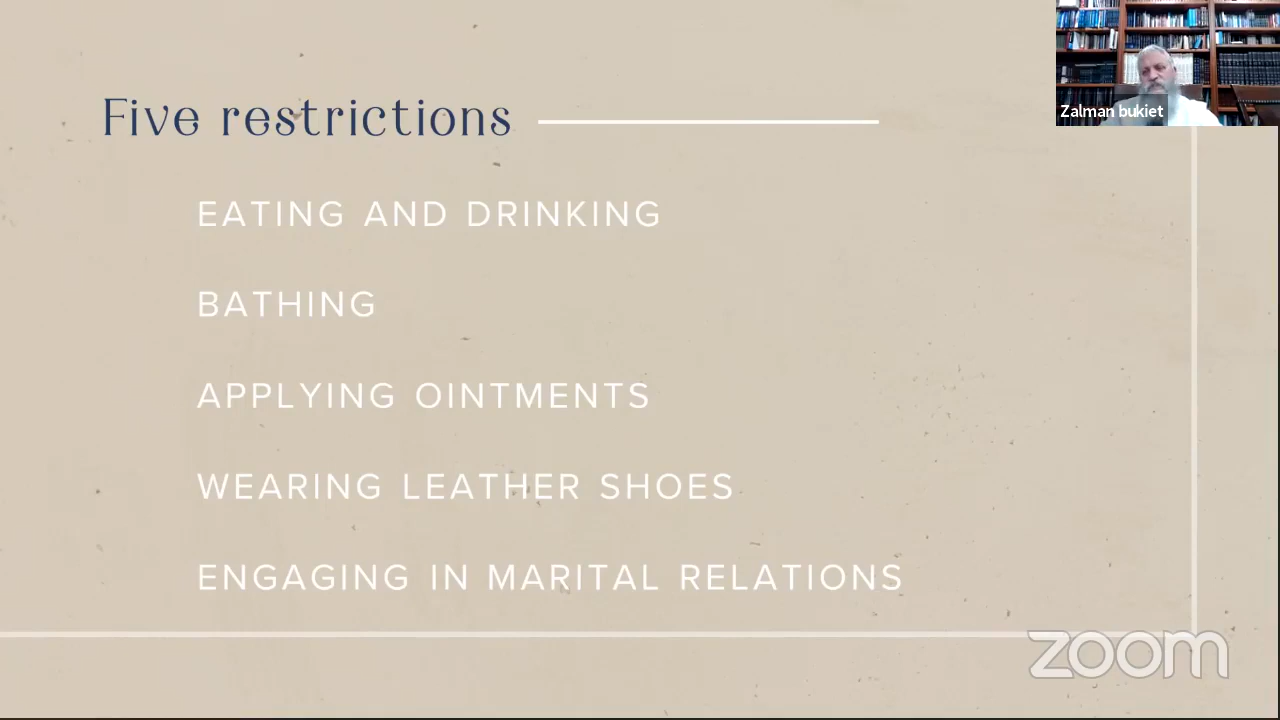 Zalman bukiet
Five restrictions
EATING AND DRINKING
BATHING
APPLYING OINTMENTS
WEARING LEATHER SHOES
ENGAGING IN MARITAL RELATIONS
zoom